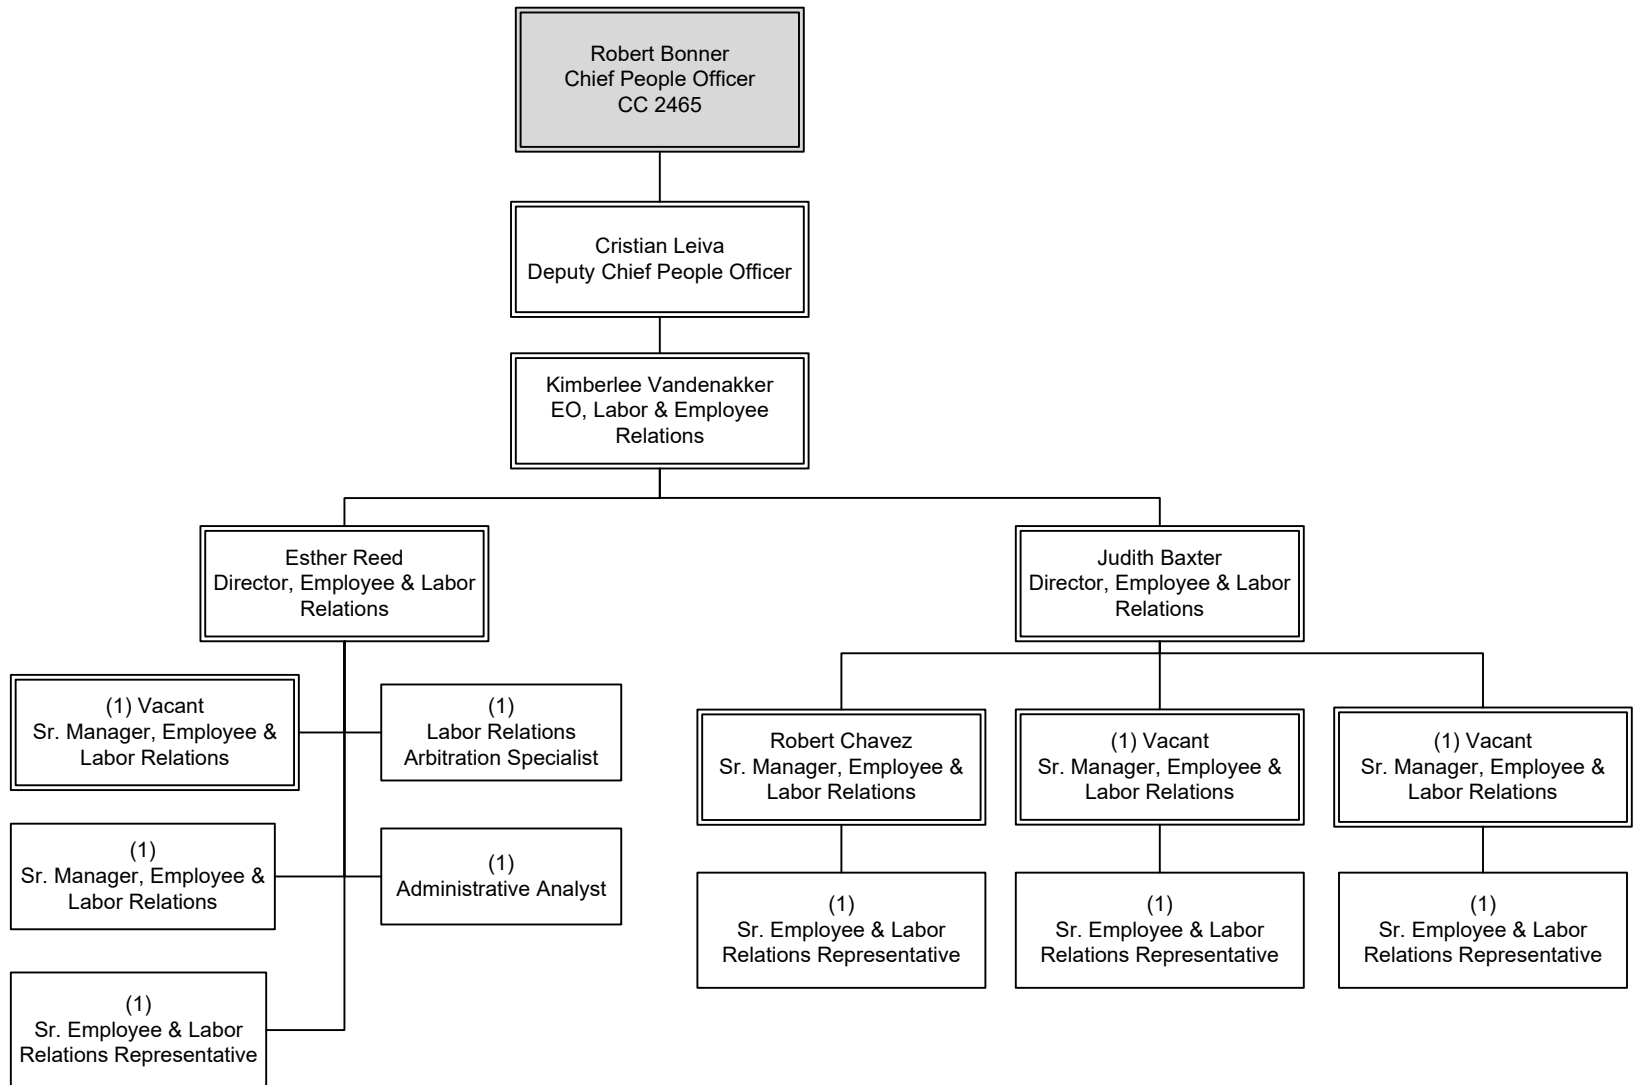 Robert Bonner
Chief People Officer
CC 2465
Cristian Leiva
Deputy Chief People Officer
Kimberlee Vandenakker
EO, Labor & Employee
Relations
Esther Reed
Director, Employee & Labor
Relations
Judith Baxter
Director, Employee & Labor
Relations
(1) Vacant
Sr. Manager, Employee &
Labor Relations
(1)
Labor Relations
Arbitration Specialist
(1)
Sr. Manager, Employee &
Labor Relations
(1)
Administrative Analyst
(1)
Sr. Employee & Labor
Relations Representative
Robert Chavez
Sr. Manager, Employee &
Labor Relations
(1) Vacant
Sr. Manager, Employee &
Labor Relations
(1) Vacant
Sr. Manager, Employee &
Labor Relations
(1)
Sr. Employee & Labor
Relations Representative
(1)
Sr. Employee & Labor
Relations Representative
(1)
Sr. Employee & Labor
Relations Representative